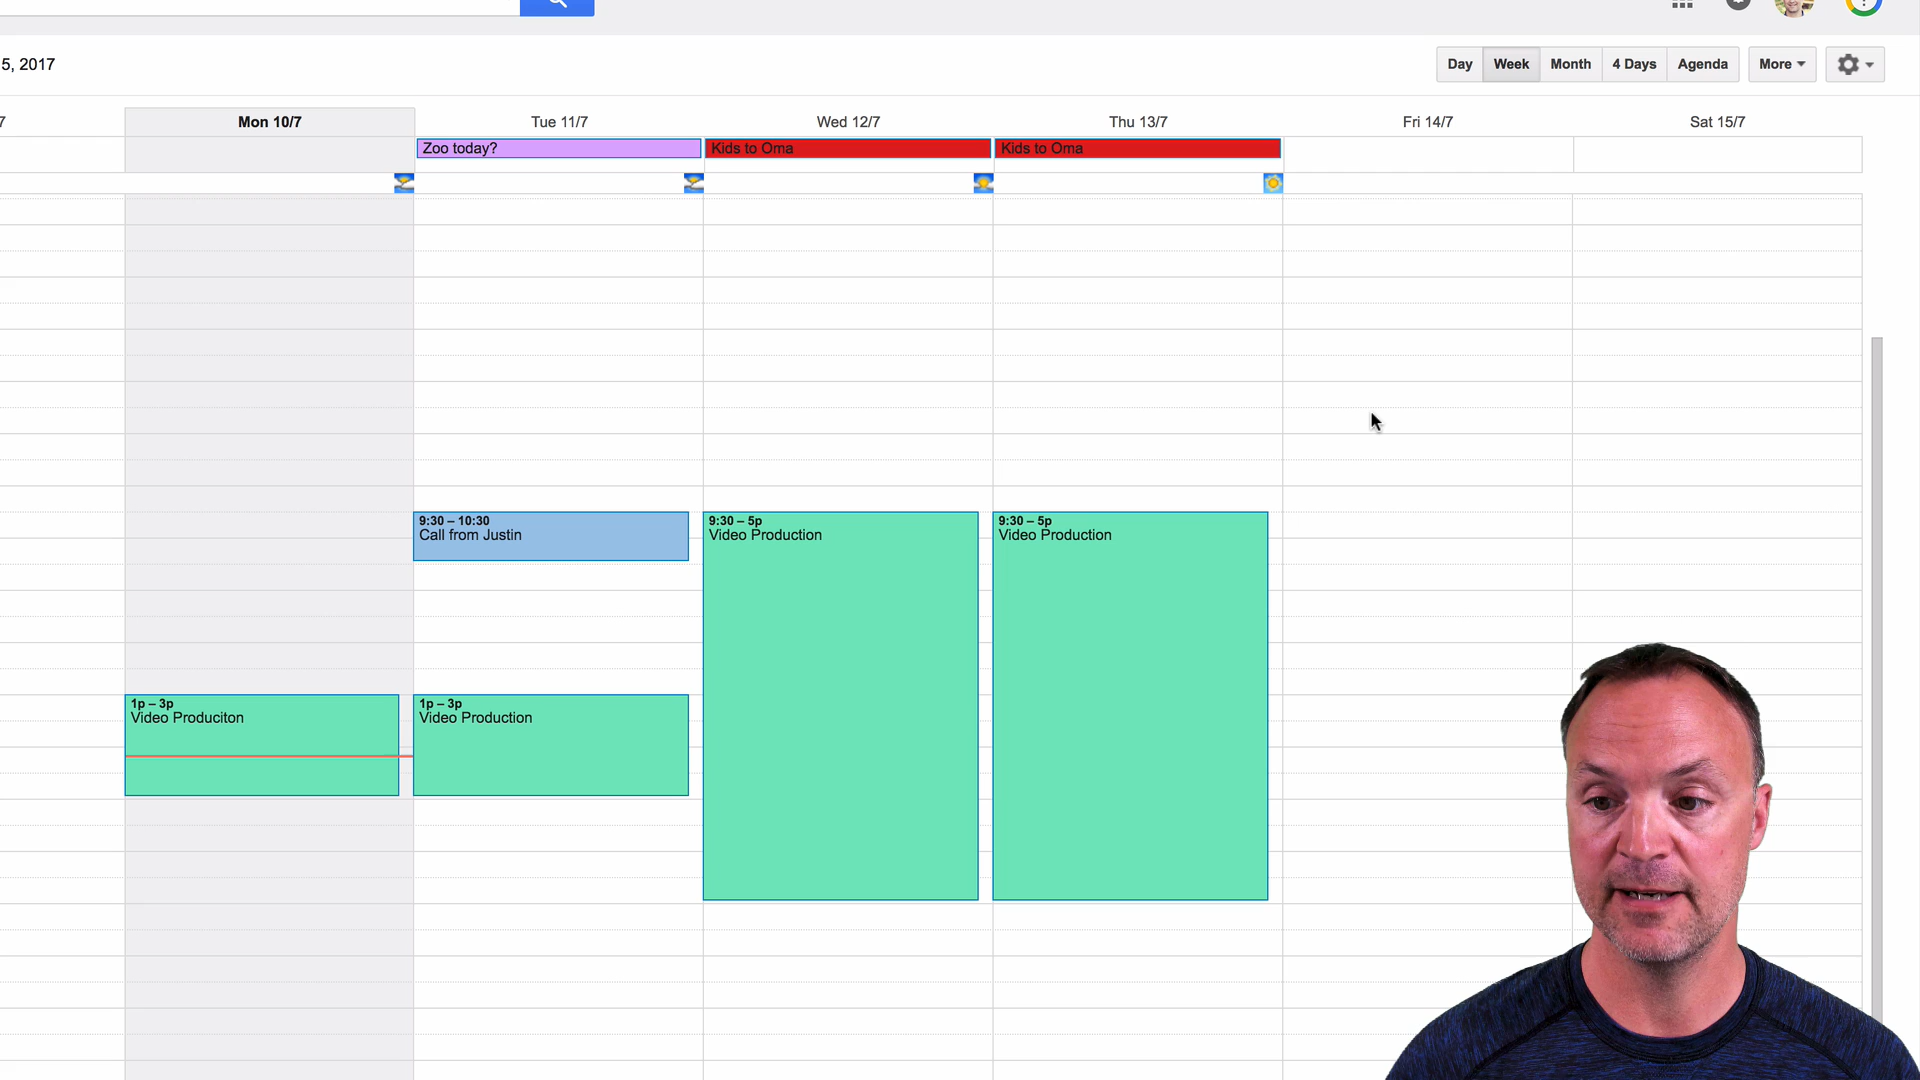 5, 2017
Day Week Month 4 Days Agenda More
7 Mon 10/7 Tue 11/7 Wed 12/7 Thu 13/7 Fri 14/7 Sat 15/7
Zoo today? Kids to Oma Kids to Oma
9:30 – 10:30 9:30 – 5p 9:30 – 5p
Call from Justin Video Production Video Production
1p – 3p 1p – 3p
Video Produciton Video Production